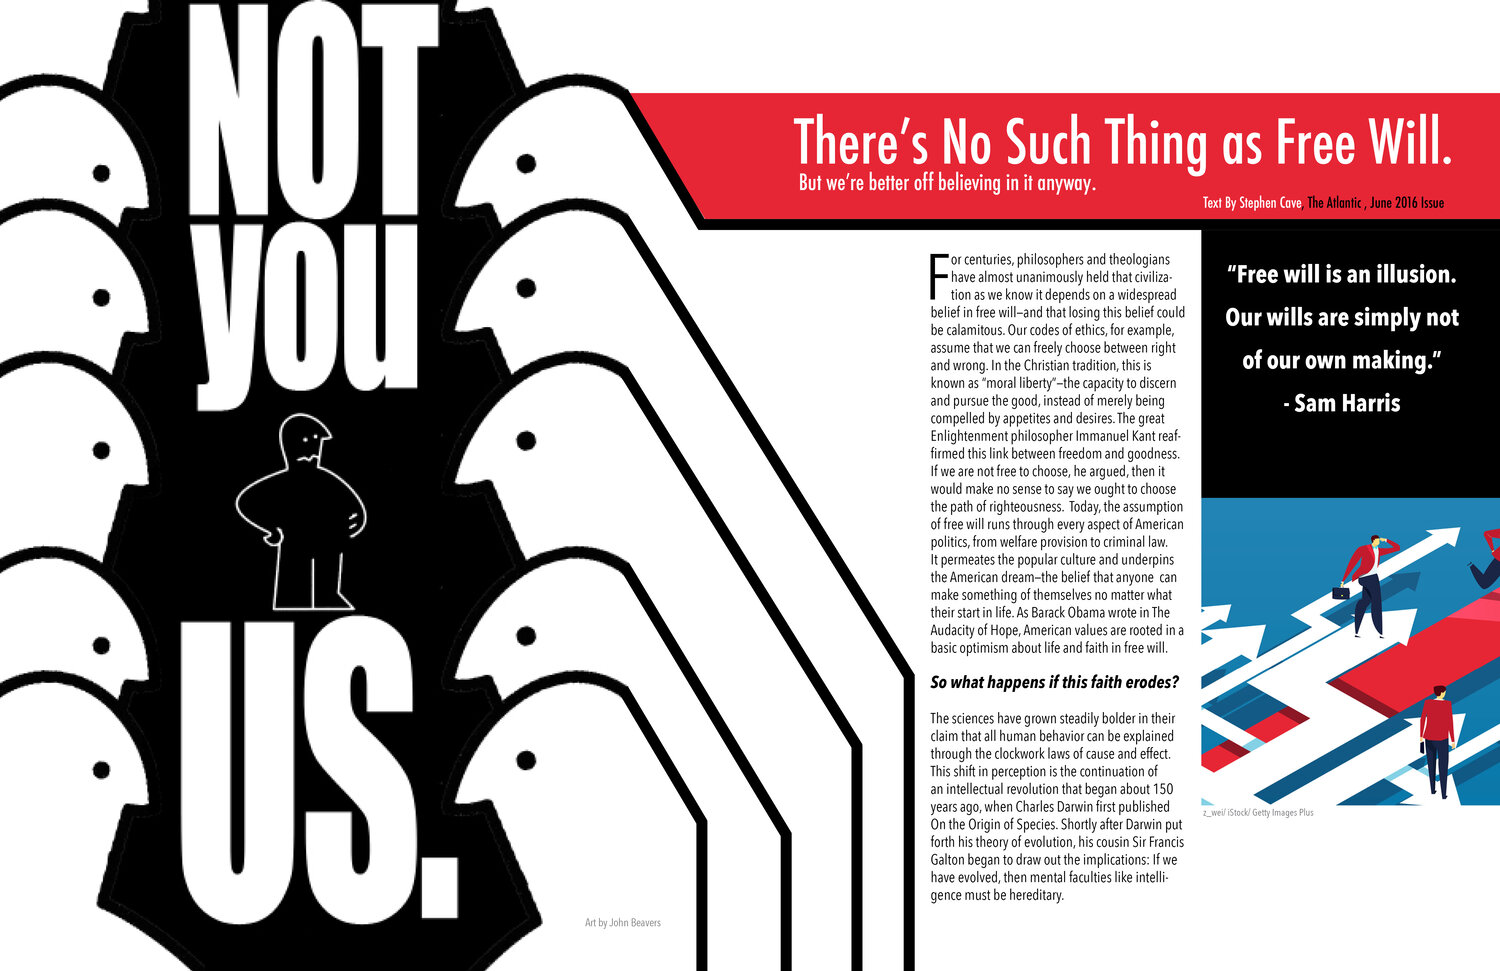 NOT
you
US.
Art by John Beavers
There's No Such Thing as Free Will.
But we're better off believing in it anyway.
Text By Stephen Cave, The Atlantic , June 2016 Issue
For centuries, philosophers and theologians
have almost unanimously held that civiliza-
tion as we know it depends on a widespread
belief in free will—and that losing this belief could
be calamitous. Our codes of ethics, for example,
assume that we can freely choose between right
and wrong. In the Christian tradition, this is
known as “moral liberty”—the capacity to discern
and pursue the good, instead of merely being
compelled by appetites and desires. The great
Enlightenment philosopher Immanuel Kant reaf-
firmed this link between freedom and goodness.
If we are not free to choose, he argued, then it
would make no sense to say we ought to choose
the path of righteousness. Today, the assumption
of free will runs through every aspect of American
politics, from welfare provision to criminal law.
It permeates the popular culture and underpins
the American dream—the belief that anyone can
make something of themselves no matter what
their start in life. As Barack Obama wrote in The
Audacity of Hope, American values are rooted in a
basic optimism about life and faith in free will.
So what happens if this faith erodes?
The sciences have grown steadily bolder in their
claim that all human behavior can be explained
through the clockwork laws of cause and effect.
This shift in perception is the continuation of
an intellectual revolution that began about 150
years ago, when Charles Darwin first published
On the Origin of Species. Shortly after Darwin put
forth his theory of evolution, his cousin Sir Francis
Galton began to draw out the implications: If we
have evolved, then mental faculties like intelli-
gence must be hereditary.
“Free will is an illusion.
Our wills are simply not
of our own making.”
- Sam Harris
z_wei/ iStock/ Getty Images Plus